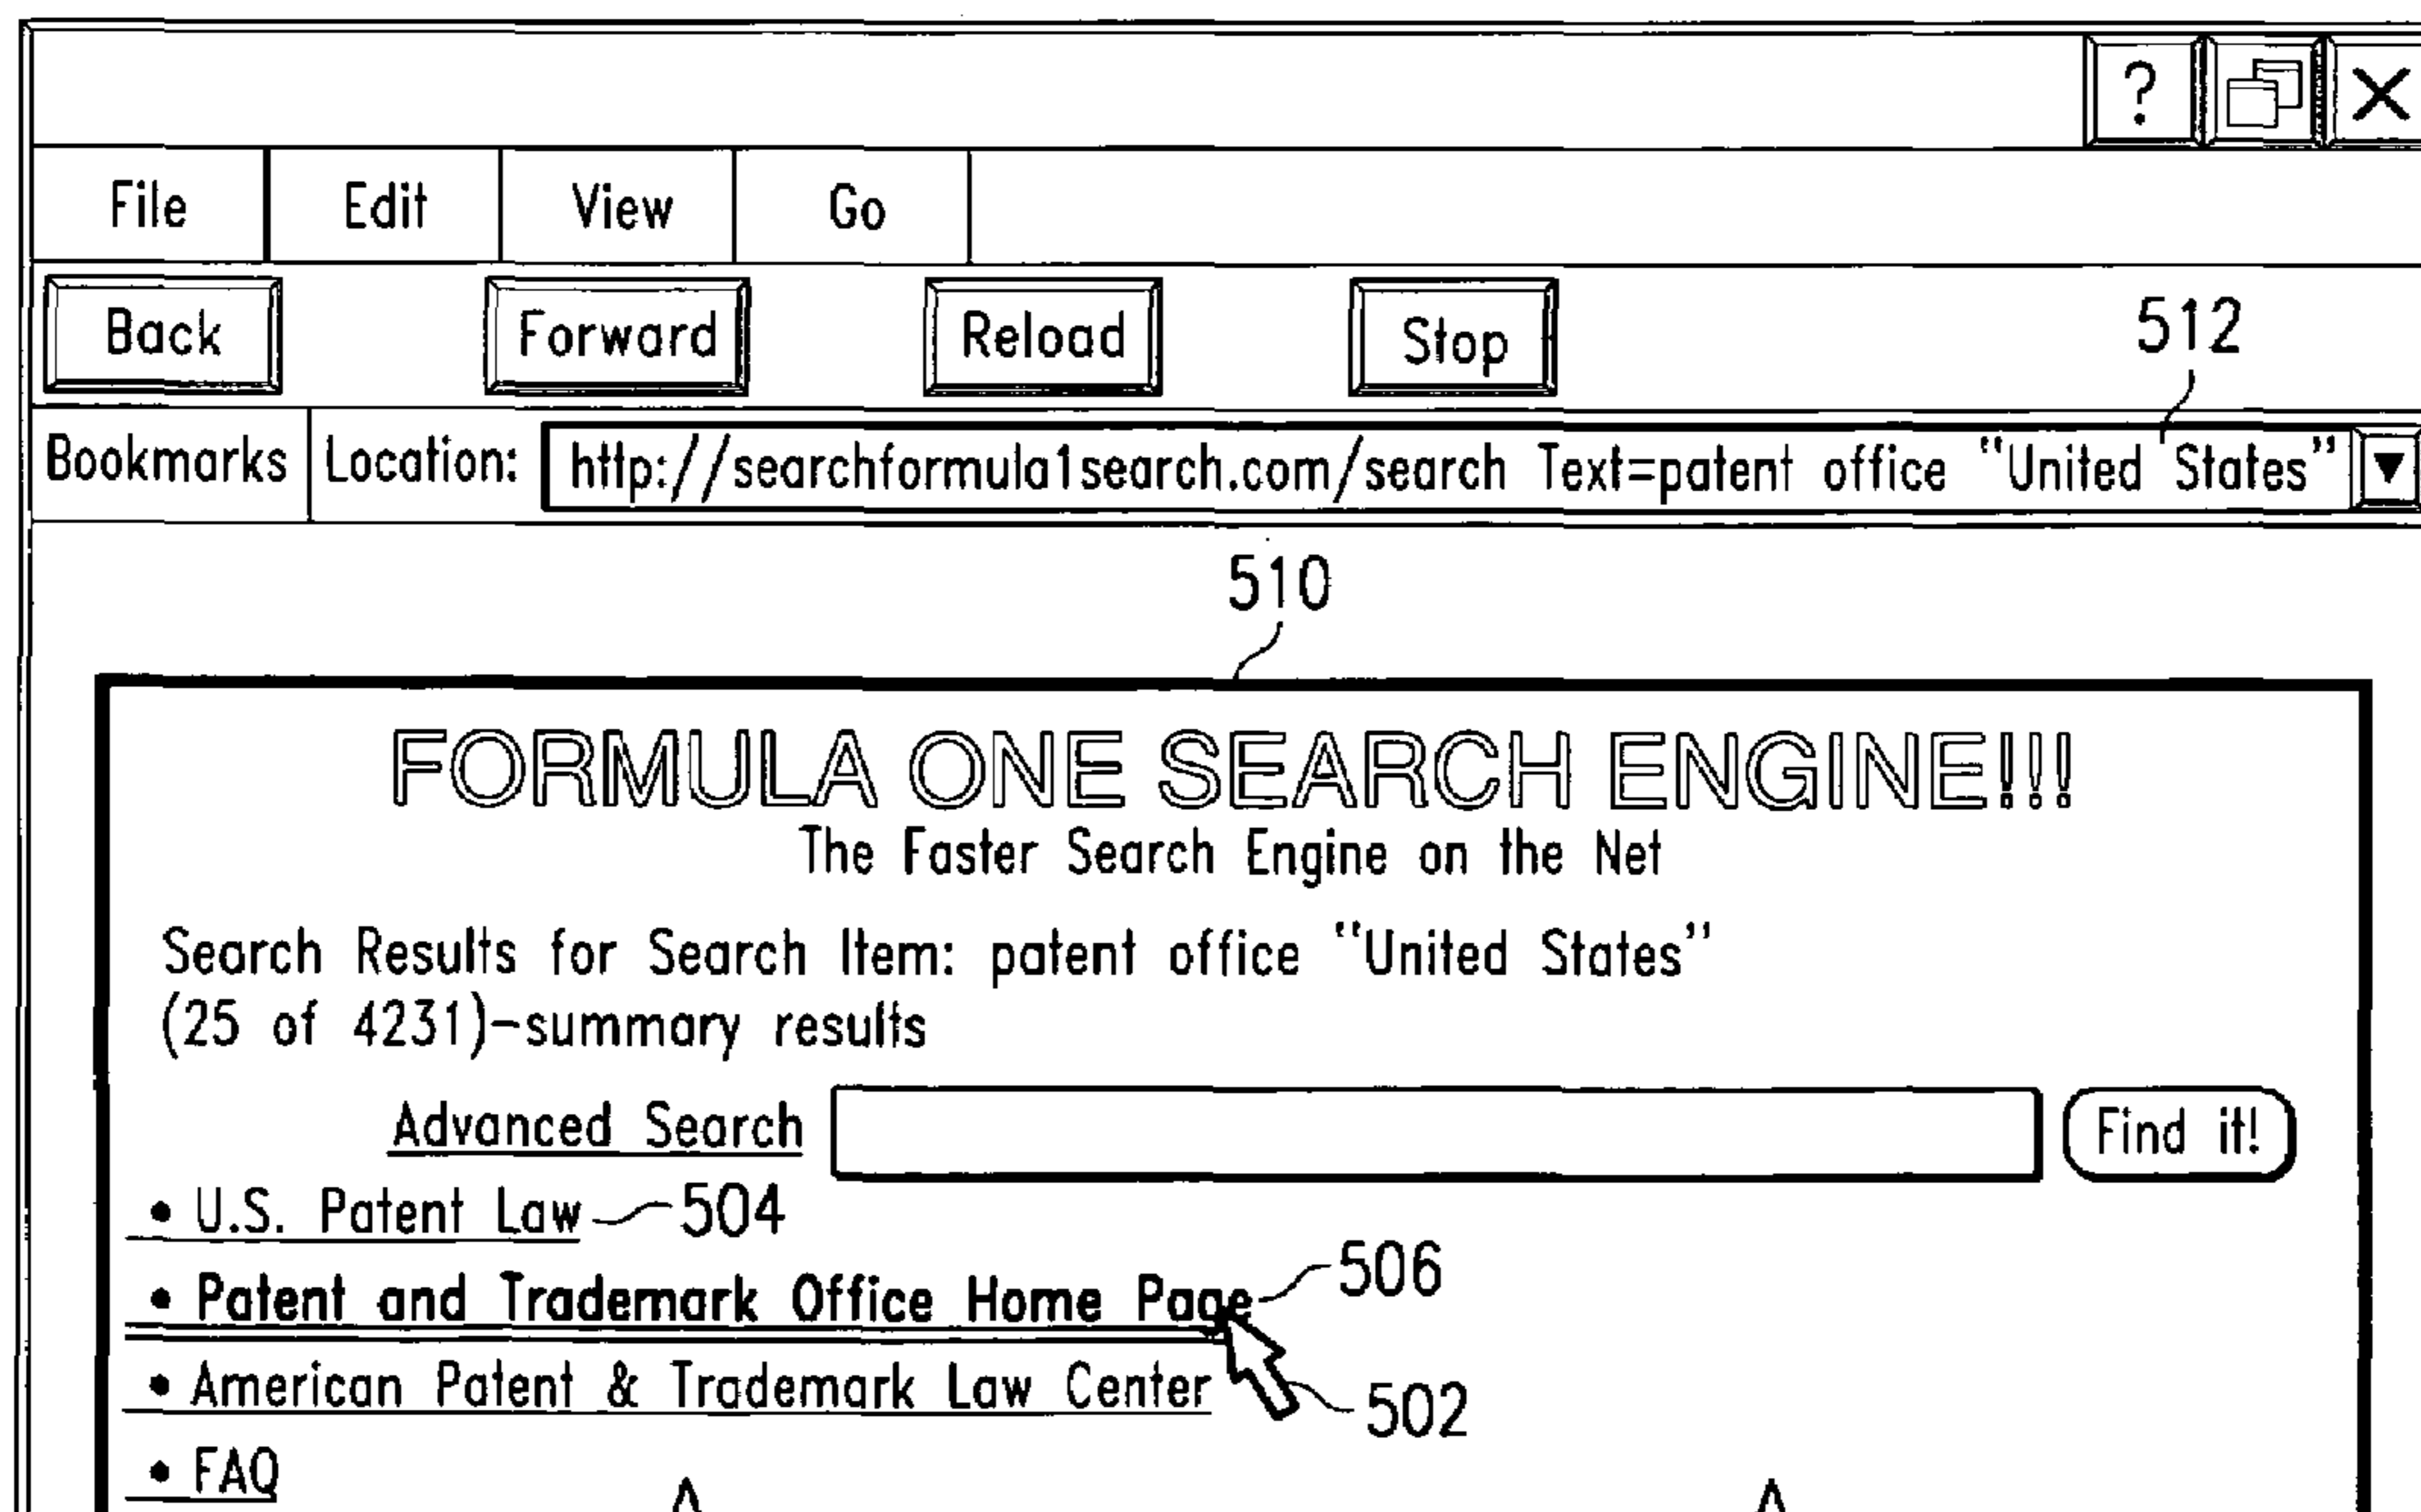 ?
File Edit View Go
Back Forward Reload Stop
512
Bookmarks Location: http://searchformula1search.com/search Text=patent office "United States"
510
FORMULA ONE SEARCH ENGINE!!!
The Faster Search Engine on the Net
Search Results for Search Item: patent office "United States"
(25 of 4231)-summary results
Advanced Search Find it!
• U.S. Patent Law 504
• Patent and Trademark Office Home Page 506
• American Patent & Trademark Law Center 502
• FAQ